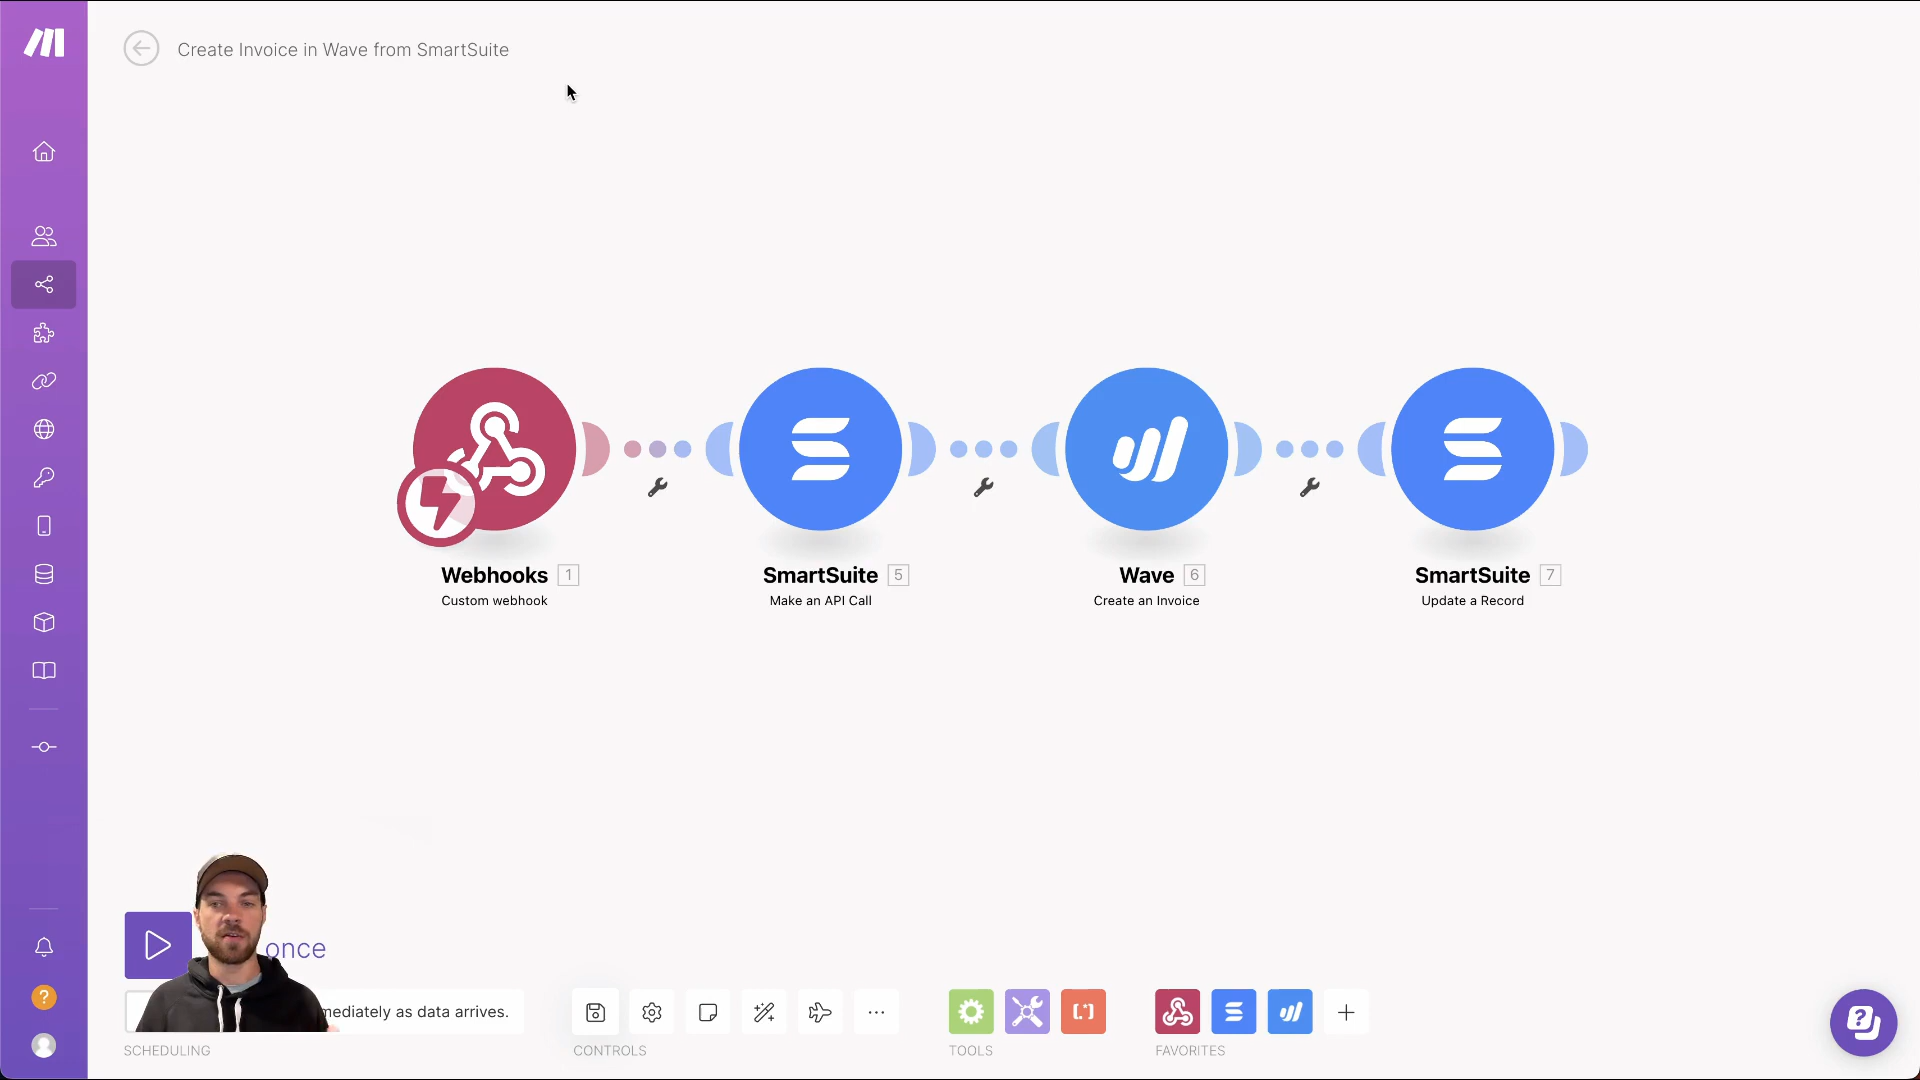 Create Invoice in Wave from SmartSuite
Webhooks 1
Custom webhook
SmartSuite 5
Make an API Call
Wave 6
Create an Invoice
SmartSuite 7
Update a Record
once
mediately as data arrives.
SCHEDULING
CONTROLS
TOOLS
FAVORITES